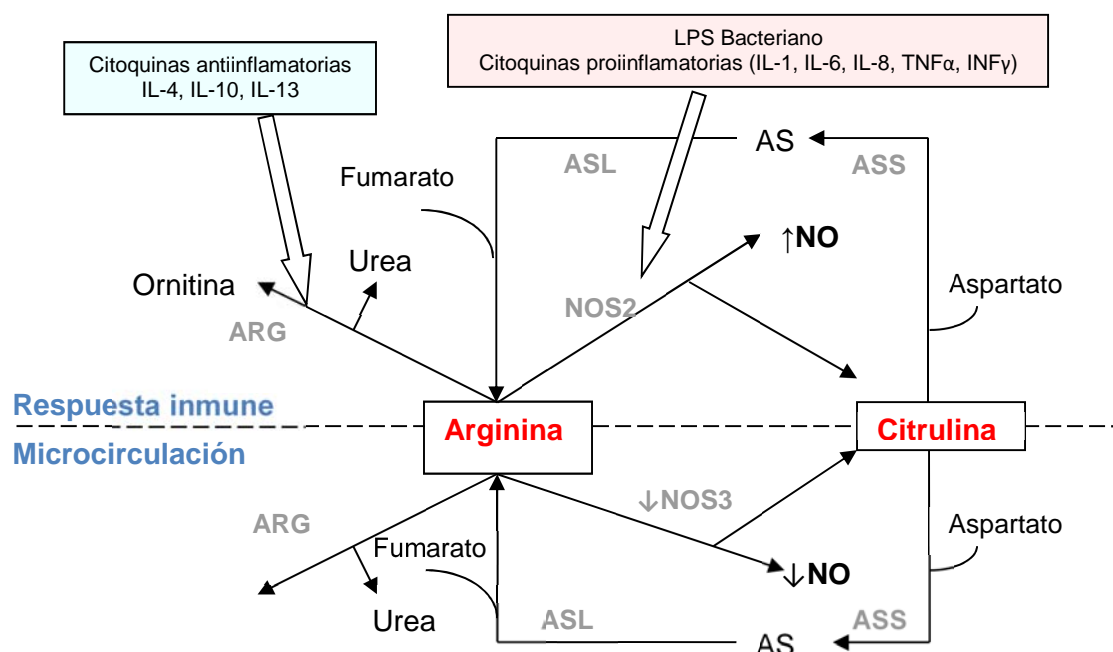 LPS Bacteriano
Citoquinas proiinflamatorias (IL-1, IL-6, IL-8, TNFα, INFγ)
Citoquinas antiinflamatorias
IL-4, IL-10, IL-13
AS
ASL
ASS
Fumarato
↑NO
Urea
Ornitina
Aspartato
NOS2
ARG
Respuesta inmune
Arginina
Citrulina
Microcirculación
↓NOS3
ARG
Aspartato
Fumarato
↓NO
Urea
ASL
ASS
AS